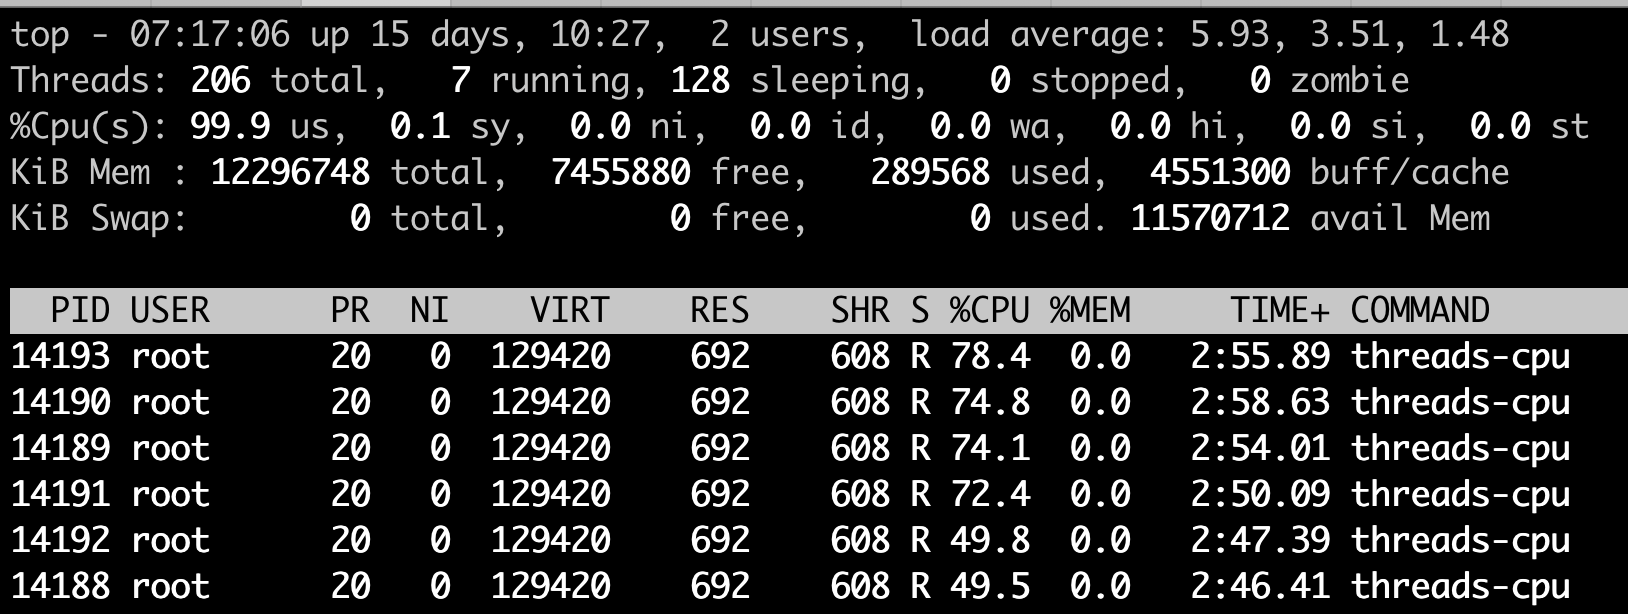 top - 07:17:06 up 15 days, 10:27,  2 users,  load average: 5.93, 3.51, 1.48
Threads: 206 total,   7 running, 128 sleeping,   0 stopped,   0 zombie
%Cpu(s): 99.9 us,  0.1 sy,  0.0 ni,  0.0 id,  0.0 wa,  0.0 hi,  0.0 si,  0.0 st
KiB Mem : 12296748 total,  7455880 free,   289568 used,  4551300 buff/cache
KiB Swap:        0 total,        0 free,        0 used. 11570712 avail Mem
  PID USER      PR  NI    VIRT    RES    SHR S %CPU %MEM     TIME+ COMMAND
14193 root      20   0  129420    692    608 R 78.4  0.0   2:55.89 threads-cpu
14190 root      20   0  129420    692    608 R 74.8  0.0   2:58.63 threads-cpu
14189 root      20   0  129420    692    608 R 74.1  0.0   2:54.01 threads-cpu
14191 root      20   0  129420    692    608 R 72.4  0.0   2:50.09 threads-cpu
14192 root      20   0  129420    692    608 R 49.8  0.0   2:47.39 threads-cpu
14188 root      20   0  129420    692    608 R 49.5  0.0   2:46.41 threads-cpu